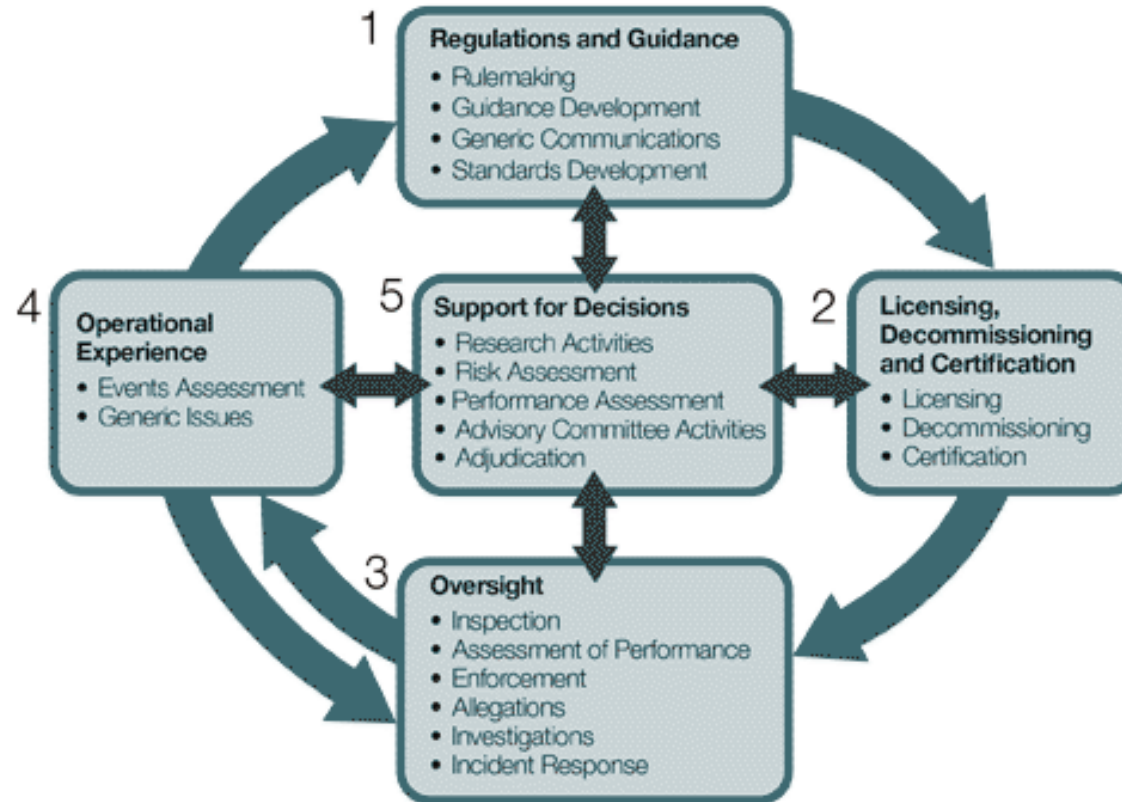 1
Regulations and Guidance
• Rulemaking
• Guidance Development
• Generic Communications
• Standards Development
4
Operational
Experience
• Events Assessment
• Generic Issues
5
Support for Decisions
• Research Activities
• Risk Assessment
• Performance Assessment
• Advisory Committee Activities
• Adjudication
2
Licensing,
Decommissioning
and Certification
• Licensing
• Decommissioning
• Certification
3
Oversight
• Inspection
• Assessment of Performance
• Enforcement
• Allegations
• Investigations
• Incident Response